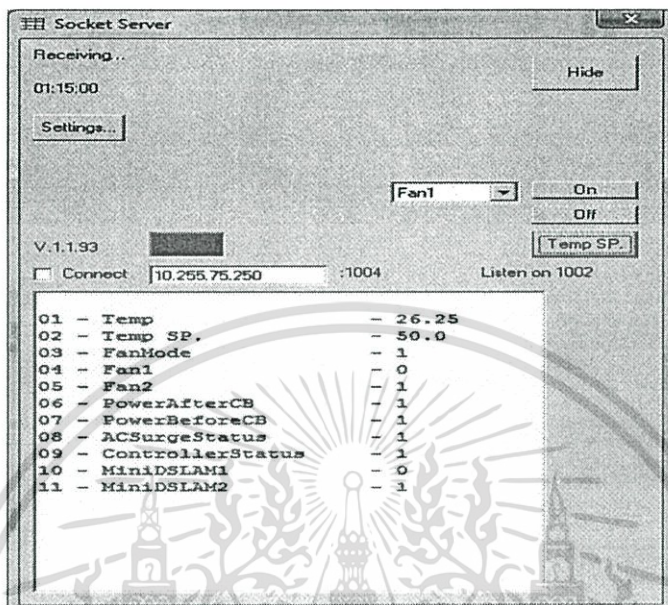 Socket Server
Receiving...
Hide
01:15:00
Settings...
Fan1
On
Off
V.1.1.93
Temp SP.
Connect 10.255.75.250 :1004 Listen on 1002
01 - Temp - 26.25
02 - Temp SP. - 50.0
03 - FanMode - 1
04 - Fan1 - 0
05 - Fan2 - 1
06 - PowerAfterCB - 1
07 - PowerBeforeCB - 1
08 - ACSurgeStatus - 1
09 - ControllerStatus - 1
10 - MiniDSLAM1 - 0
11 - MiniDSLAM2 - 1